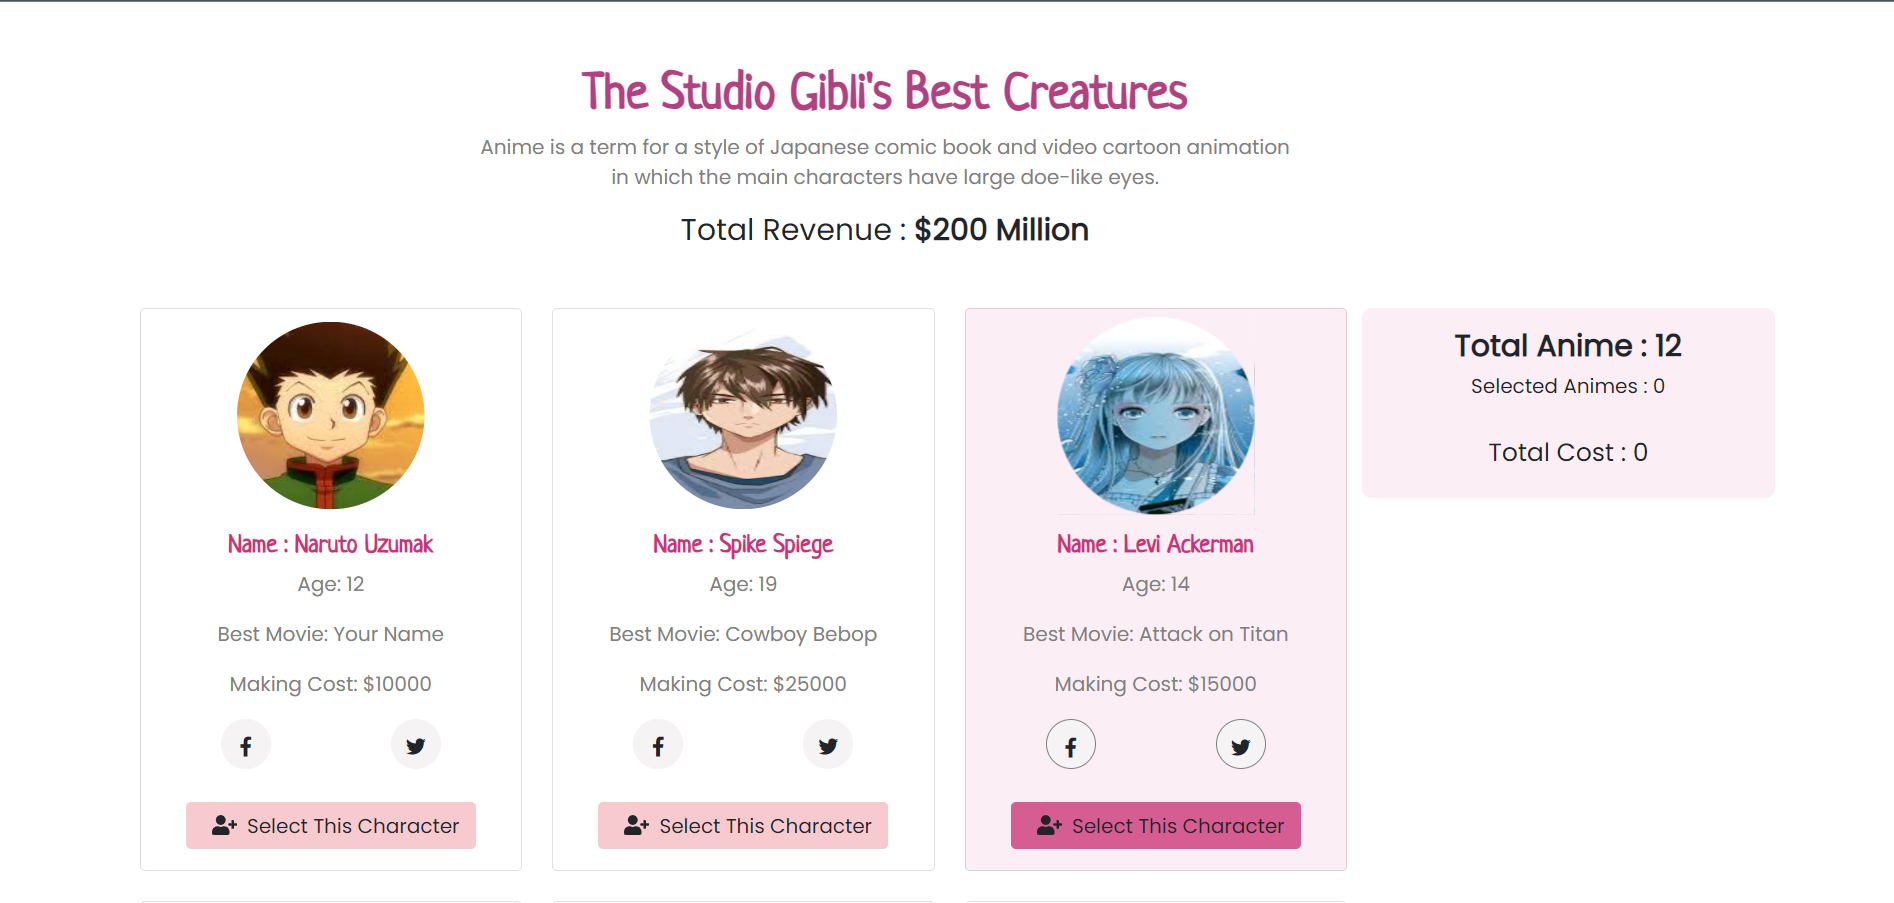 The Studio Gibli's Best Creatures
Anime is a term for a style of Japanese comic book and video cartoon animation
in which the main characters have large doe-like eyes.
Total Revenue : $200 Million
Name : Naruto Uzumak
Age: 12
Best Movie: Your Name
Making Cost: $10000
Select This Character
Name : Spike Spiege
Age: 19
Best Movie: Cowboy Bebop
Making Cost: $25000
Select This Character
Name : Levi Ackerman
Age: 14
Best Movie: Attack on Titan
Making Cost: $15000
Select This Character
Total Anime : 12
Selected Animes : 0
Total Cost : 0